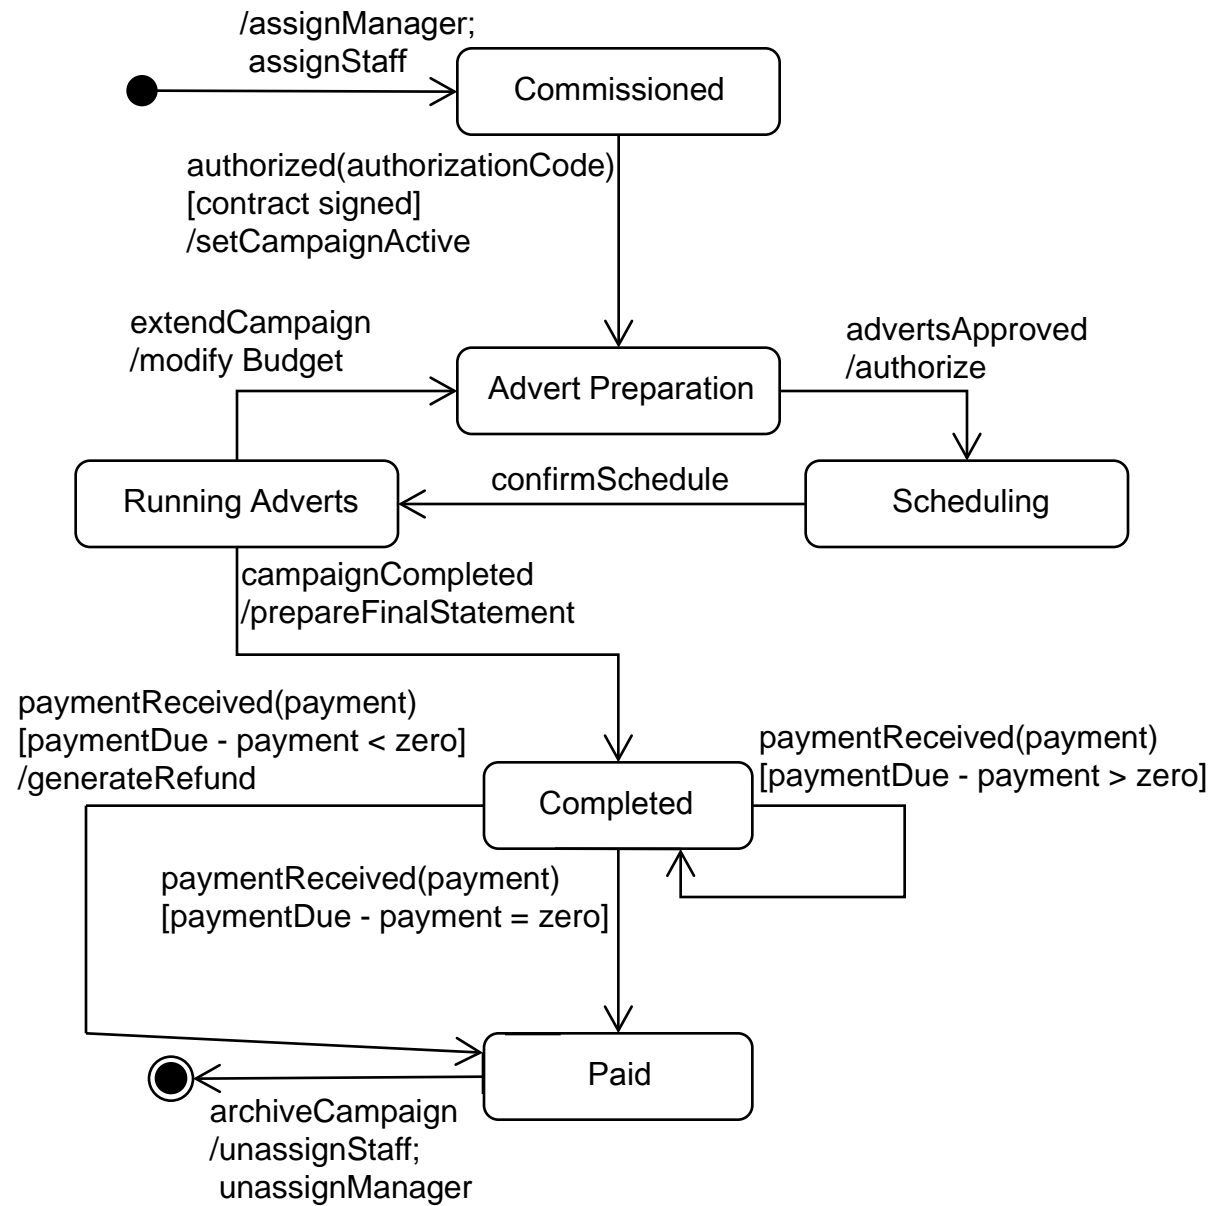 /assignManager;
assignStaff
Commissioned
authorized(authorizationCode)
[contract signed]
/setCampaignActive
extendCampaign
/modify Budget
advertsApproved
/authorize
Advert Preparation
confirmSchedule
Running Adverts
Scheduling
campaignCompleted
/prepareFinalStatement
paymentReceived(payment)
[paymentDue - payment < zero]
/generateRefund
paymentReceived(payment)
[paymentDue - payment > zero]
Completed
paymentReceived(payment)
[paymentDue - payment = zero]
Paid
archiveCampaign
/unassignStaff;
unassignManager